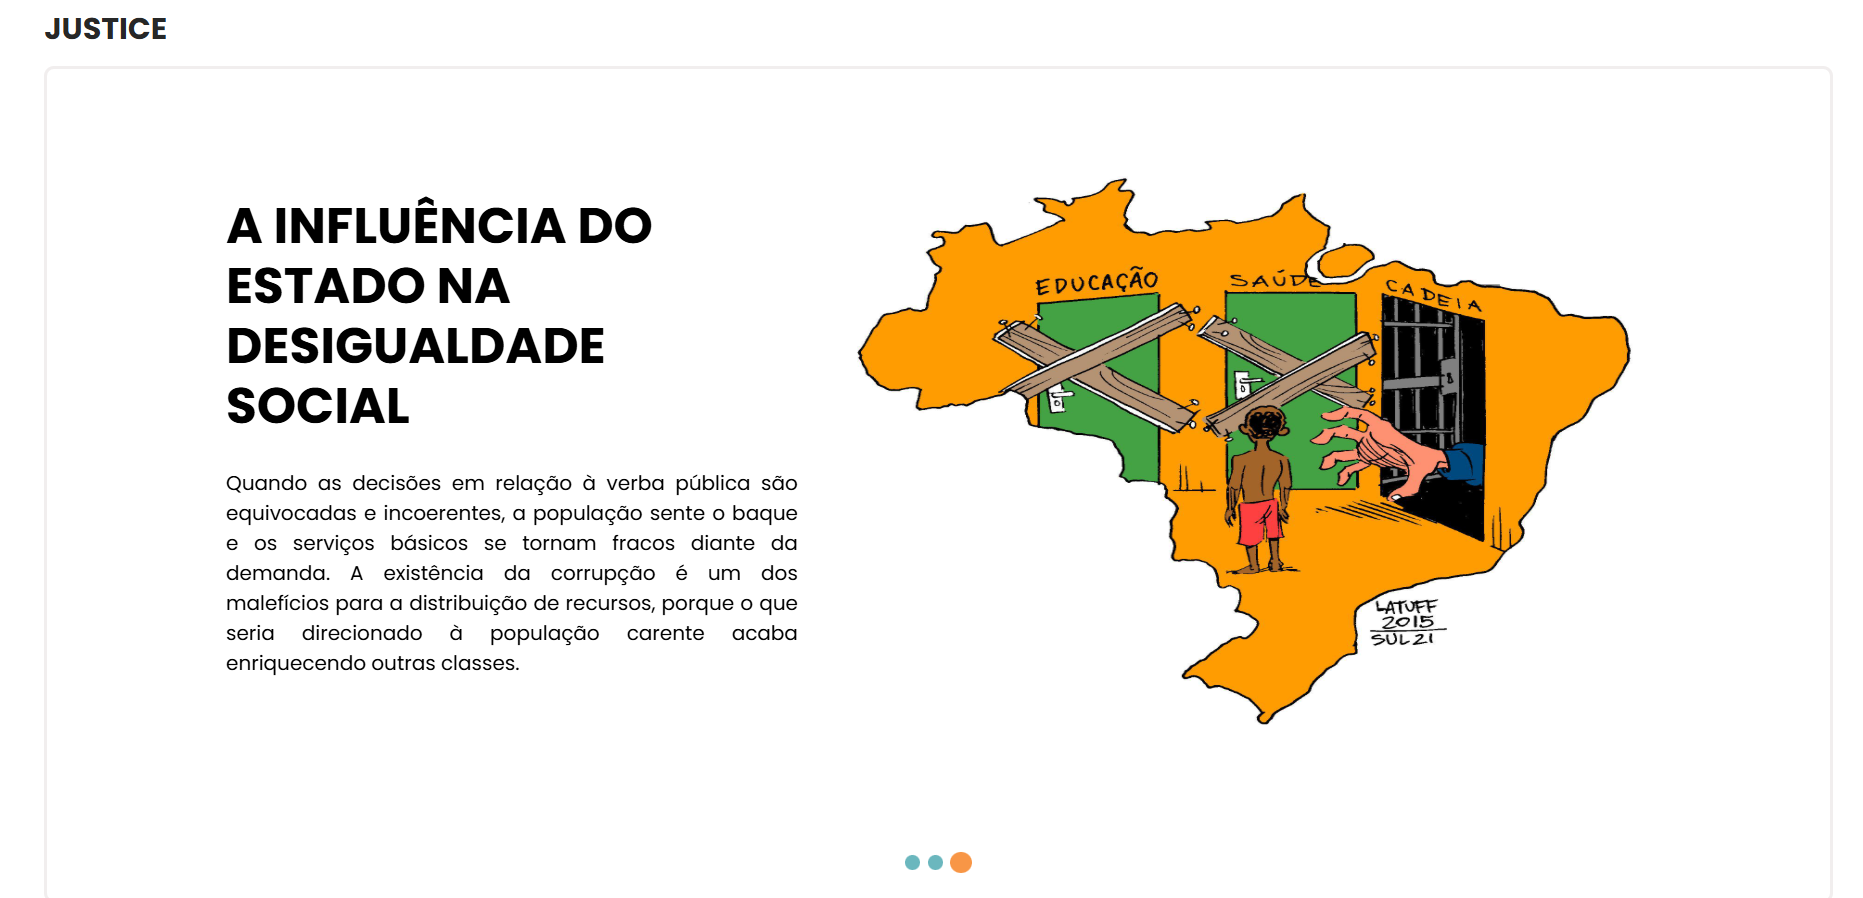 JUSTICE
A INFLUÊNCIA DO
ESTADO NA
DESIGUALDADE
SOCIAL
Quando as decisões em relação à verba pública são
equivocadas e incoerentes, a população sente o baque
e os serviços básicos se tornam fracos diante da
demanda. A existência da corrupção é um dos
malefícios para a distribuição de recursos, porque o que
seria direcionado à população carente acaba
enriquecendo outras classes.
EDUCAÇÃO
SAÚDE
CADEIA
LATUFF
2015
SUL21